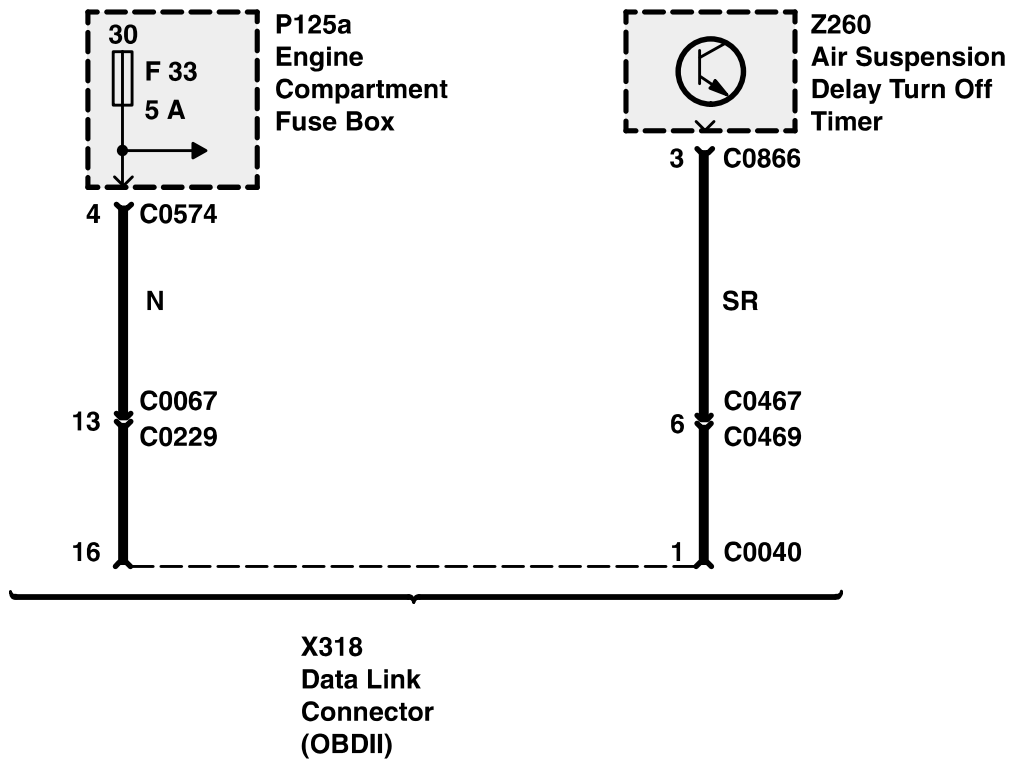 30
F 33
5 A
P125a
Engine
Compartment
Fuse Box
Z260
Air Suspension
Delay Turn Off
Timer
4 C0574
3 C0866
N
SR
C0067
13
C0229
C0467
6
C0469
16
1 C0040
X318
Data Link
Connector
(OBDII)